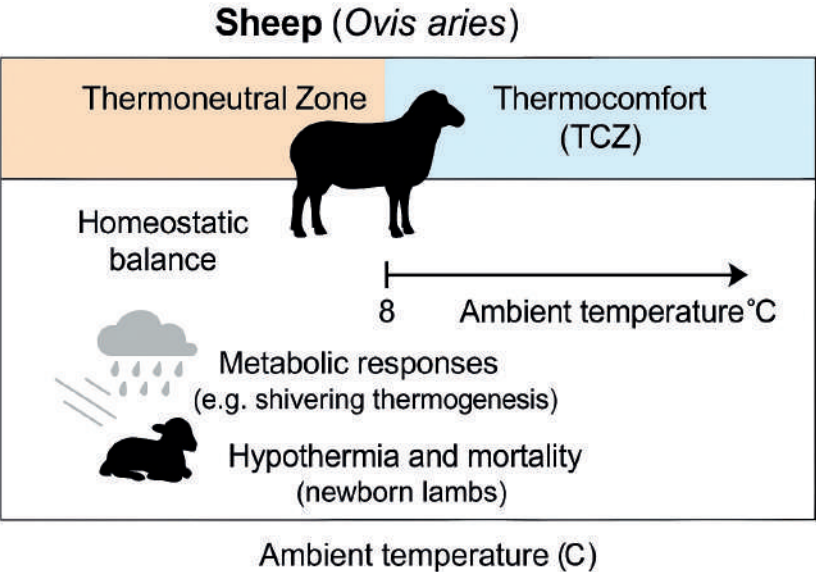 Sheep (Ovis aries)
Thermoneutral Zone
Thermocomfort
(TCZ)
Homeostatic
balance
8
Ambient temperature°C
Metabolic responses
(e.g. shivering thermogenesis)
Hypothermia and mortality
(newborn lambs)
Ambient temperature (C)